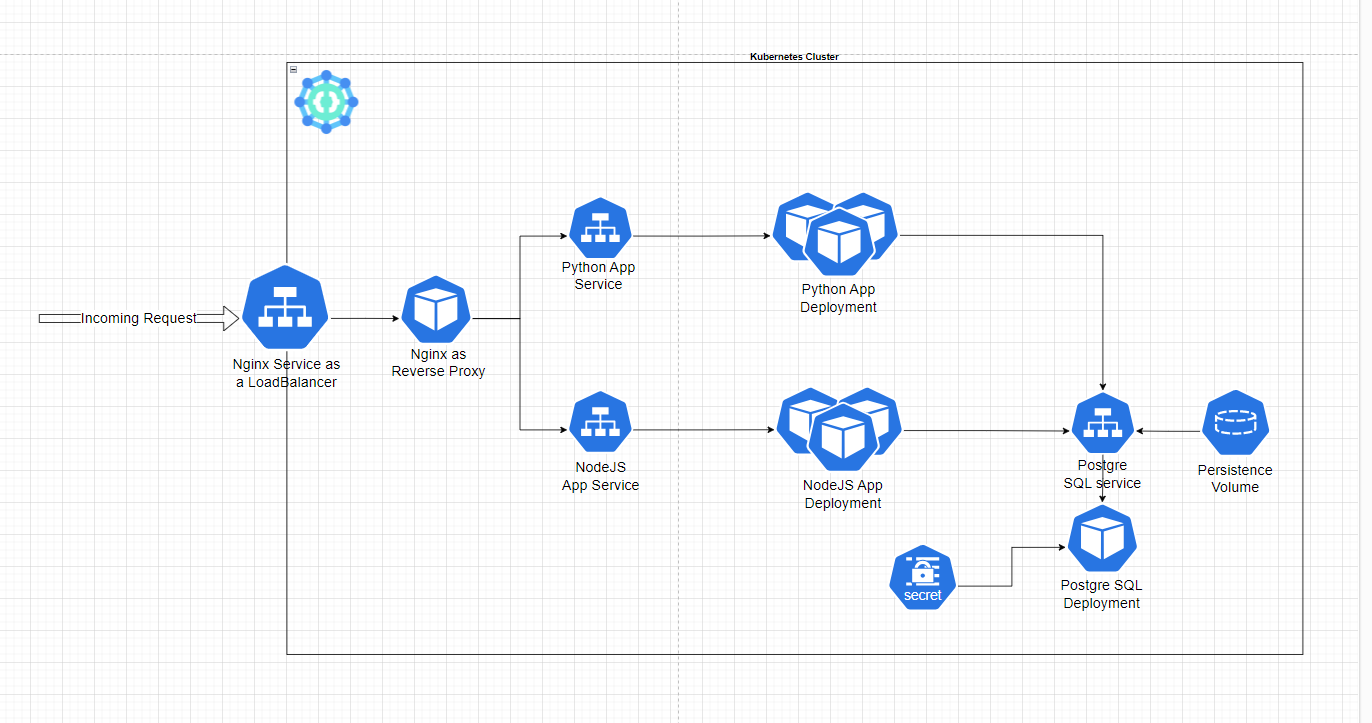 Kubernetes Cluster
Incoming Request
Nginx Service as
a LoadBalancer
Nginx as
Reverse Proxy
Python App
Service
Python App
Deployment
NodeJS
App Service
NodeJS App
Deployment
Postgre
SQL service
Persistence
Volume
secret
Postgre SQL
Deployment